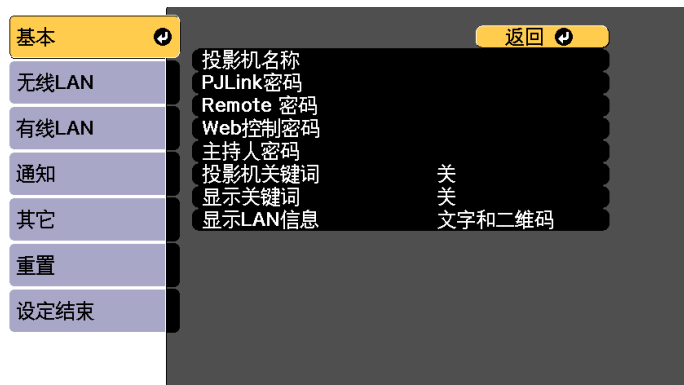 基本
无线LAN
有线LAN
通知
其它
重置
设定结束
返回
投影机名称
PJLink密码
Remote 密码
Web控制密码
主持人密码
投影机关键词 关
显示关键词 关
显示LAN信息 文字和二维码